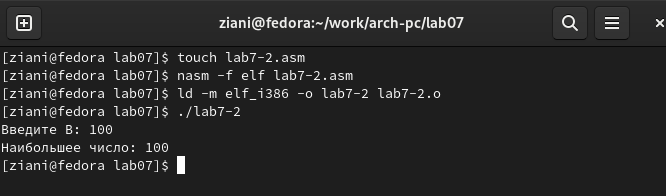 ziani@fedora:~/work/arch-pc/lab07
[ziani@fedora lab07]$ touch lab7-2.asm
[ziani@fedora lab07]$ nasm -f elf lab7-2.asm
[ziani@fedora lab07]$ ld -m elf_i386 -o lab7-2 lab7-2.o
[ziani@fedora lab07]$ ./lab7-2
Введите В: 100
Наибольшее число: 100
[ziani@fedora lab07]$